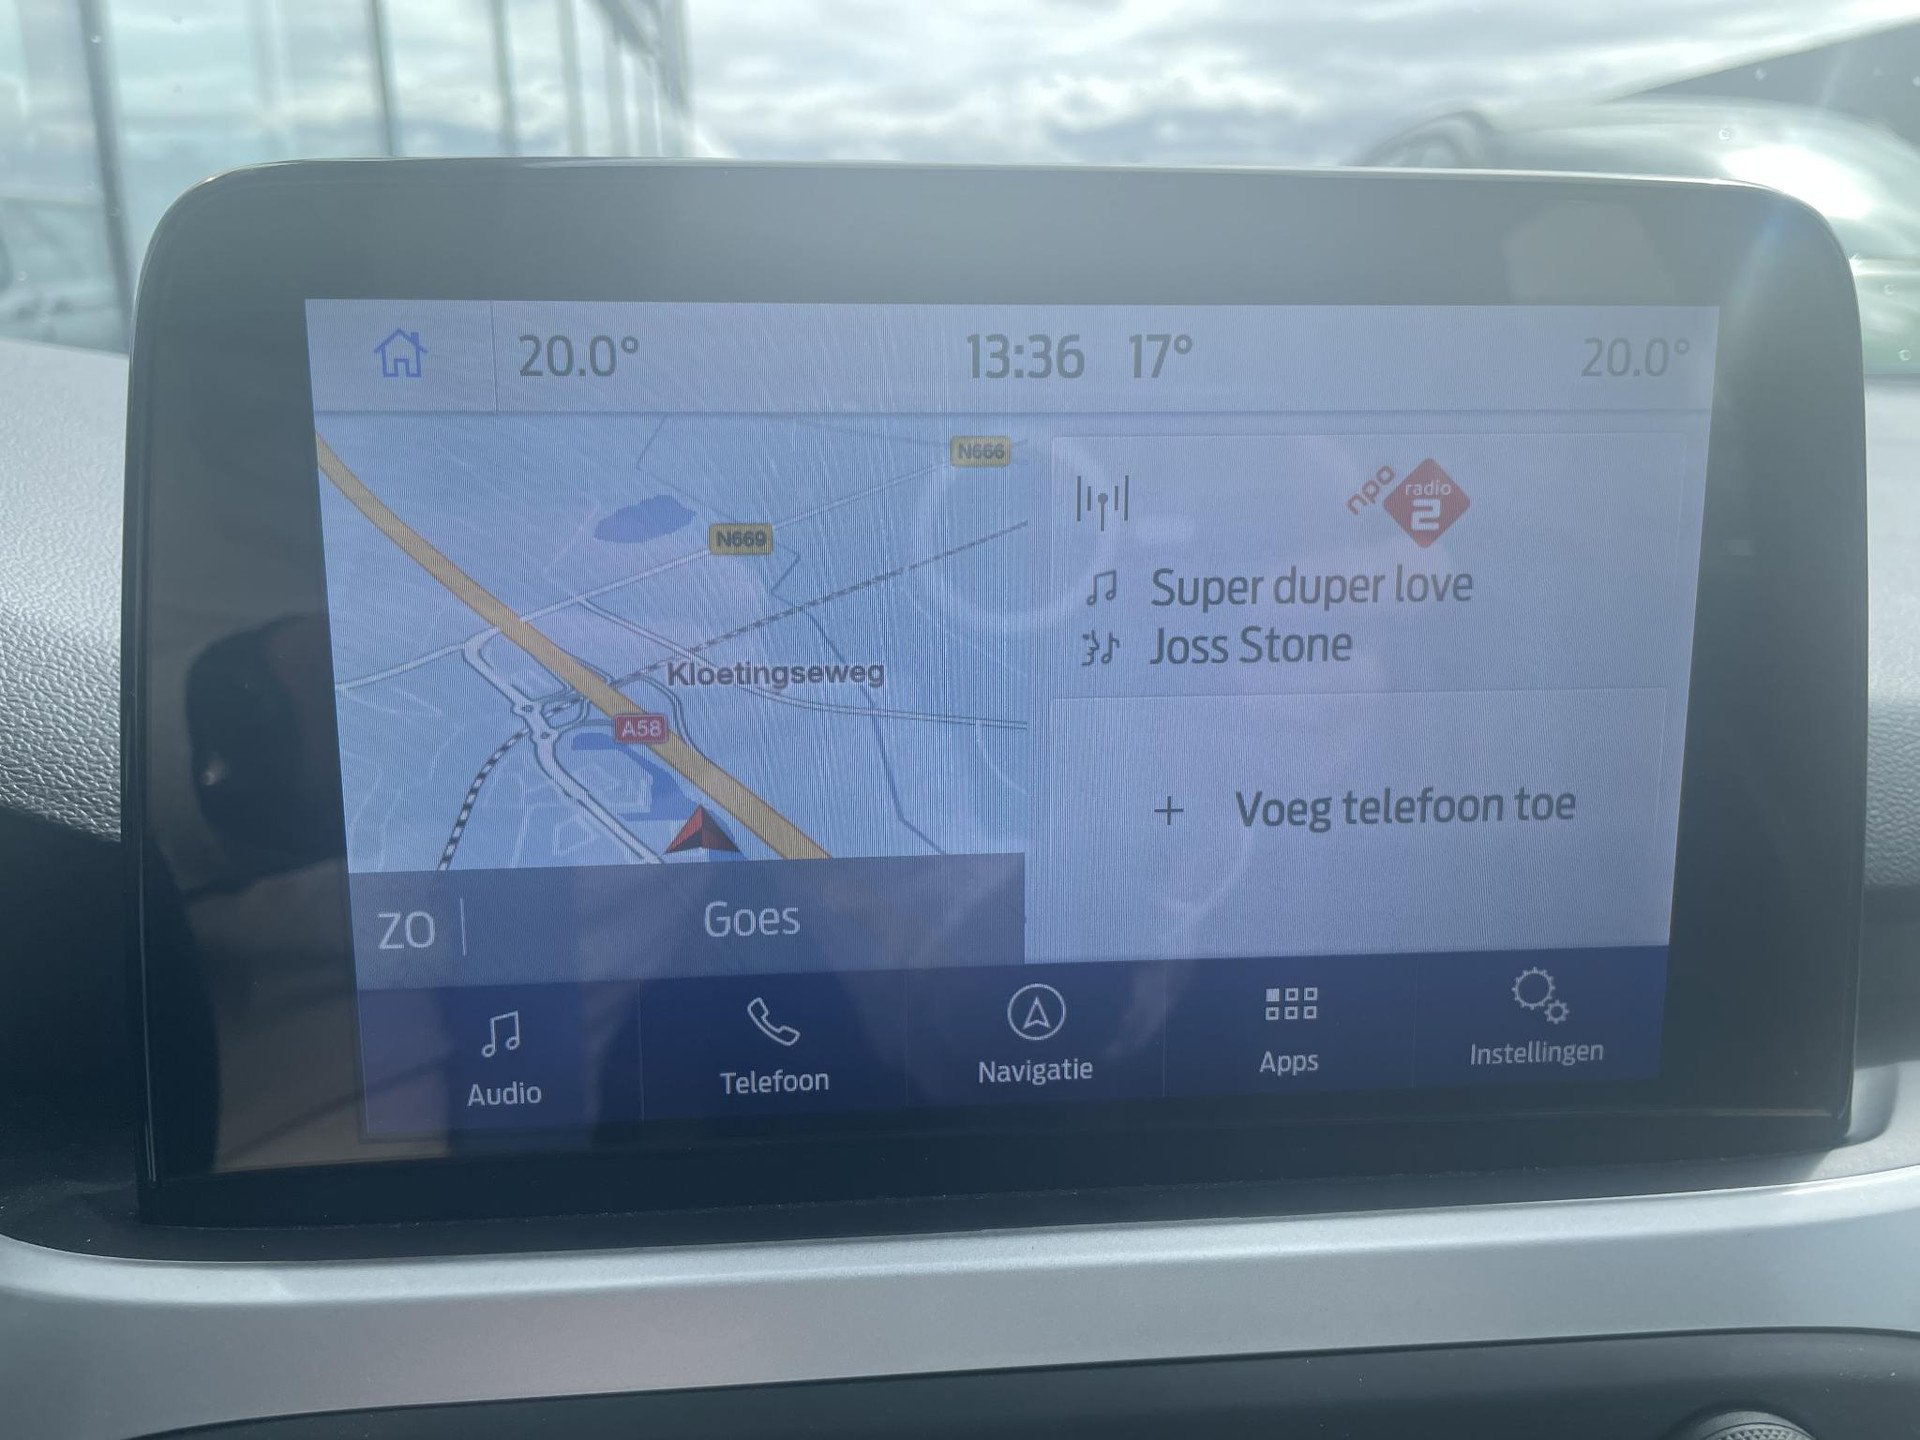 20.0° 13:36 17° 20.0°
N666
N669
Kloetingseweg
A58
npo radio 2
Super duper love
Joss Stone
+ Voeg telefoon toe
ZO Goes
Audio Telefoon Navigatie Apps Instellingen